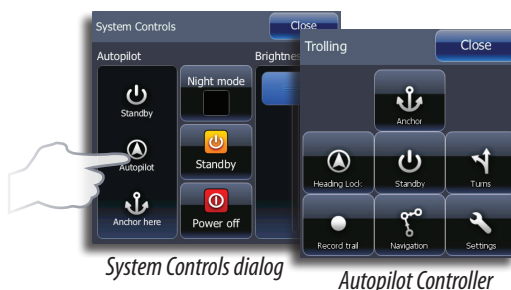 System Controls
Close
Autopilot
Brightne
Standby
Night mode
Autopilot
Standby
Anchor here
Power off
Trolling
Close
Anchor
Heading Lock
Standby
Turns
Record trail
Navigation
Settings
System Controls dialog
Autopilot Controller